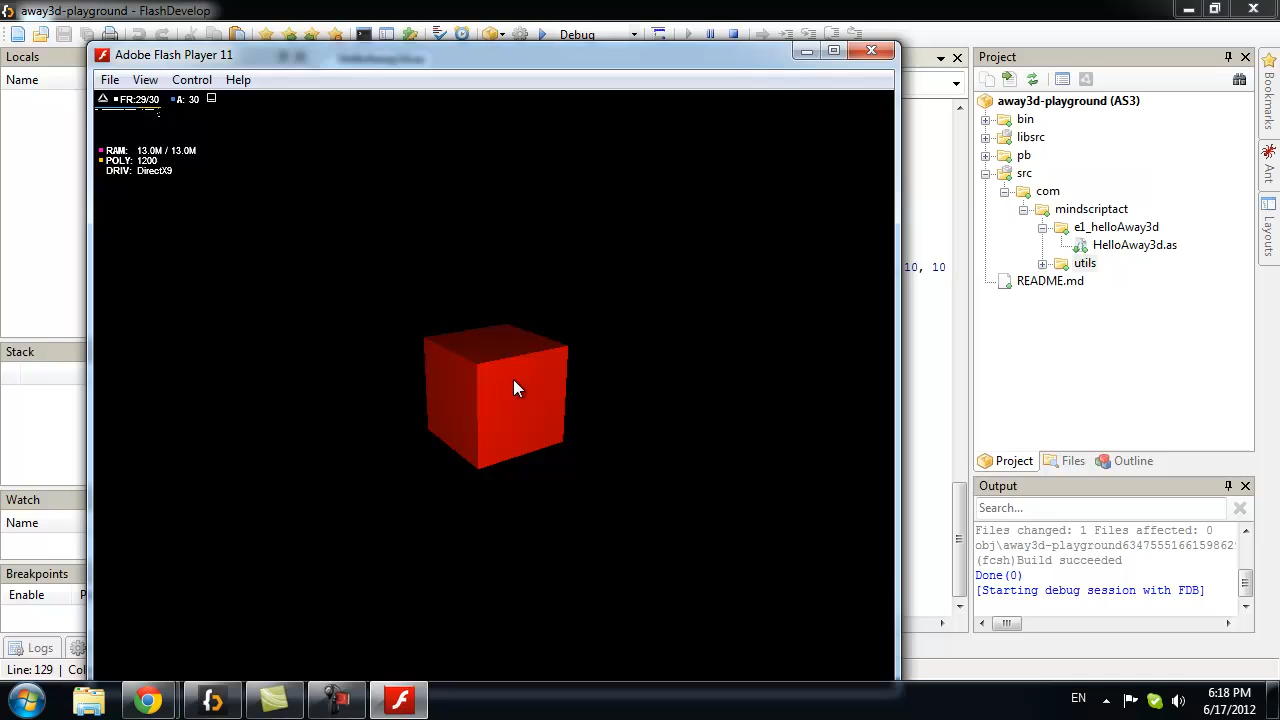 away3d-playground - FlashDevelop
Debug
Locals
Name
Stack
Watch
Name
Breakpoints
Enable
Logs
Line: 129
Adobe Flash Player 11
File View Control Help
FR:29/30 A: 30
RAM: 13.0M / 13.0M
POLY: 1200
DRIV: DirectX9
10, 10
Project
away3d-playground (AS3)
bin
libsrc
pb
src
com
mindscriptact
e1_helloAway3d
HelloAway3d.as
utils
README.md
Project Files Outline
Output
Search...
Files changed: 1 Files affected: 0
(fcsh)Build succeeded
Done(0)
[Starting debug session with FDB]
Bookmarks
Ant
Layouts
EN
6:18 PM
6/17/2012